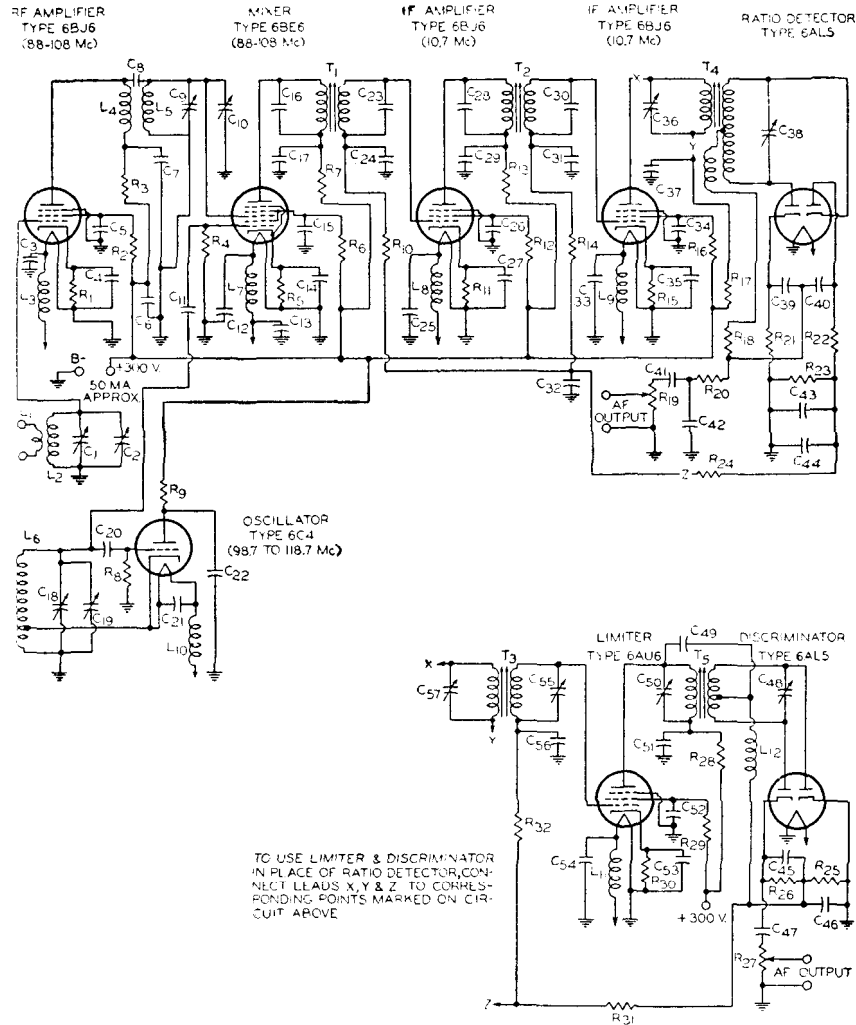 RF AMPLIFIER
TYPE 6BJ6
(88-108 Mc)
MIXER
TYPE 6BE6
(88-108 Mc)
IF AMPLIFIER
TYPE 6BJ6
(10.7 Mc)
IF AMPLIFIER
TYPE 6BJ6
(10.7 Mc)
RATIO DETECTOR
TYPE 6AL5
C8
L4
L5
C9
C10
C16
T1
C23
C28
T2
C30
X
C36
T4
Y
C38
R3
C7
C17
R7
C24
C29
R13
C31
C37
C3
C5
R2
L3
R1
C4
C6
C11
R4
C15
R6
L7
R5
C14
C12
C13
R10
C26
R12
L8
R11
C27
C25
R14
C34
R16
R17
L9
C35
R15
C33
R18
C39
C40
R21
R22
R23
C43
C44
B-
+300 V.
50 MA
APPROX.
C32
C41
R19
R20
C42
AF
OUTPUT
Z
R24
L2
C1
C2
R9
OSCILLATOR
TYPE 6C4
(98.7 TO 118.7 Mc)
L6
C20
R8
C18
C19
C21
L10
C22
LIMITER
TYPE 6AU6
C49
DISCRIMINATOR
TYPE 6AL5
X
T3
C57
C55
Y
C56
C50
T5
C48
C51
R28
L12
R32
C52
R29
C54
C53
R30
+300 V.
C45
R26
R25
C46
C47
R27
AF OUTPUT
TO USE LIMITER & DISCRIMINATOR
IN PLACE OF RATIO DETECTOR, CON-
NECT LEADS X, Y & Z TO CORRES-
PONDING POINTS MARKED ON CIR-
CUIT ABOVE
Z
R31